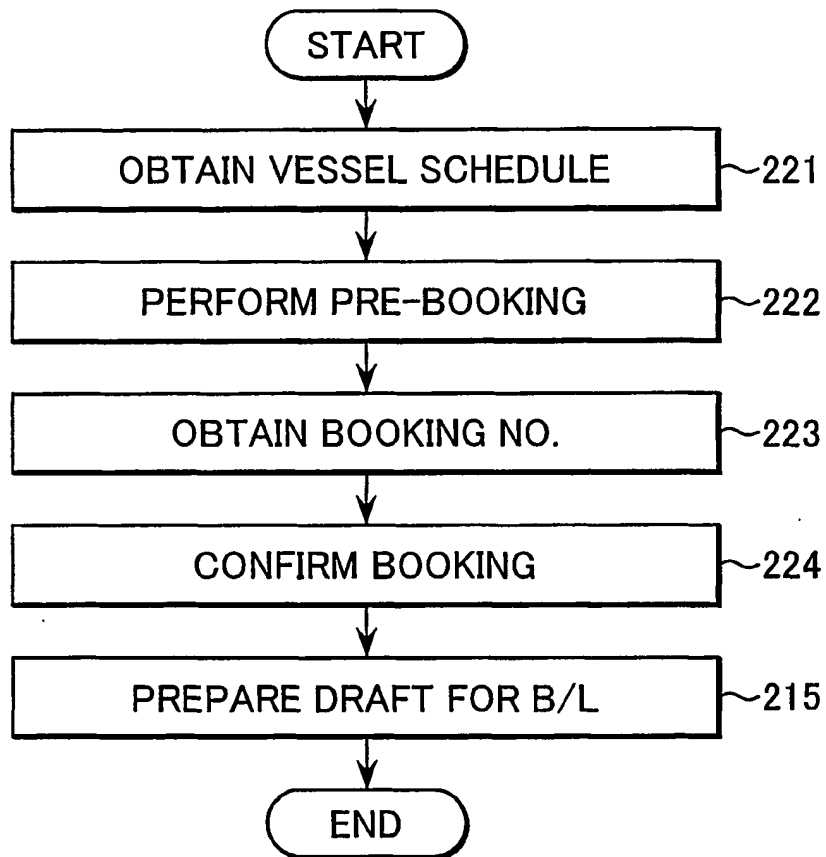 START
OBTAIN VESSEL SCHEDULE 221
PERFORM PRE-BOOKING 222
OBTAIN BOOKING NO. 223
CONFIRM BOOKING 224
PREPARE DRAFT FOR B/L 215
END